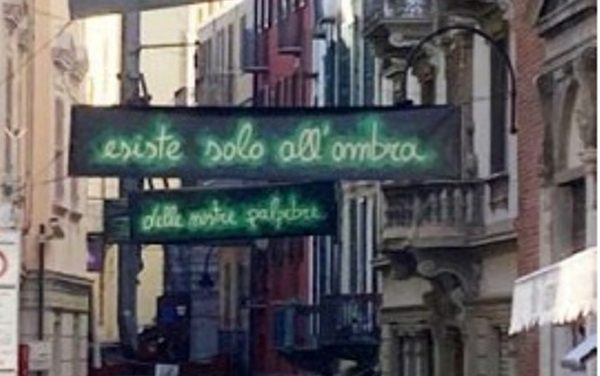 esiste solo all'ombra
delle nostre palpebre